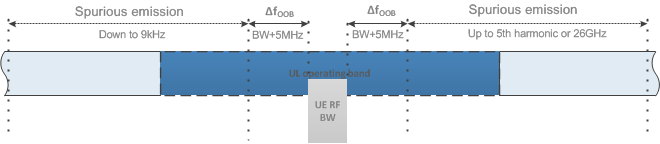 Spurious emission
ΔfOOB
ΔfOOB
Spurious emission
Down to 9kHz
BW+5MHz
BW+5MHz
Up to 5th harmonic or 26GHz
UL operating band
UE RF
BW